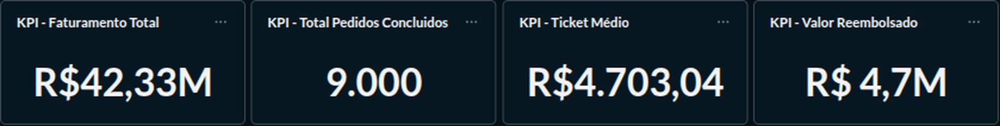 KPI - Faturamento Total ...
R$42,33M
KPI - Total Pedidos Concluidos ...
9.000
KPI - Ticket Médio ...
R$4.703,04
KPI - Valor Reembolsado ...
R$ 4,7M